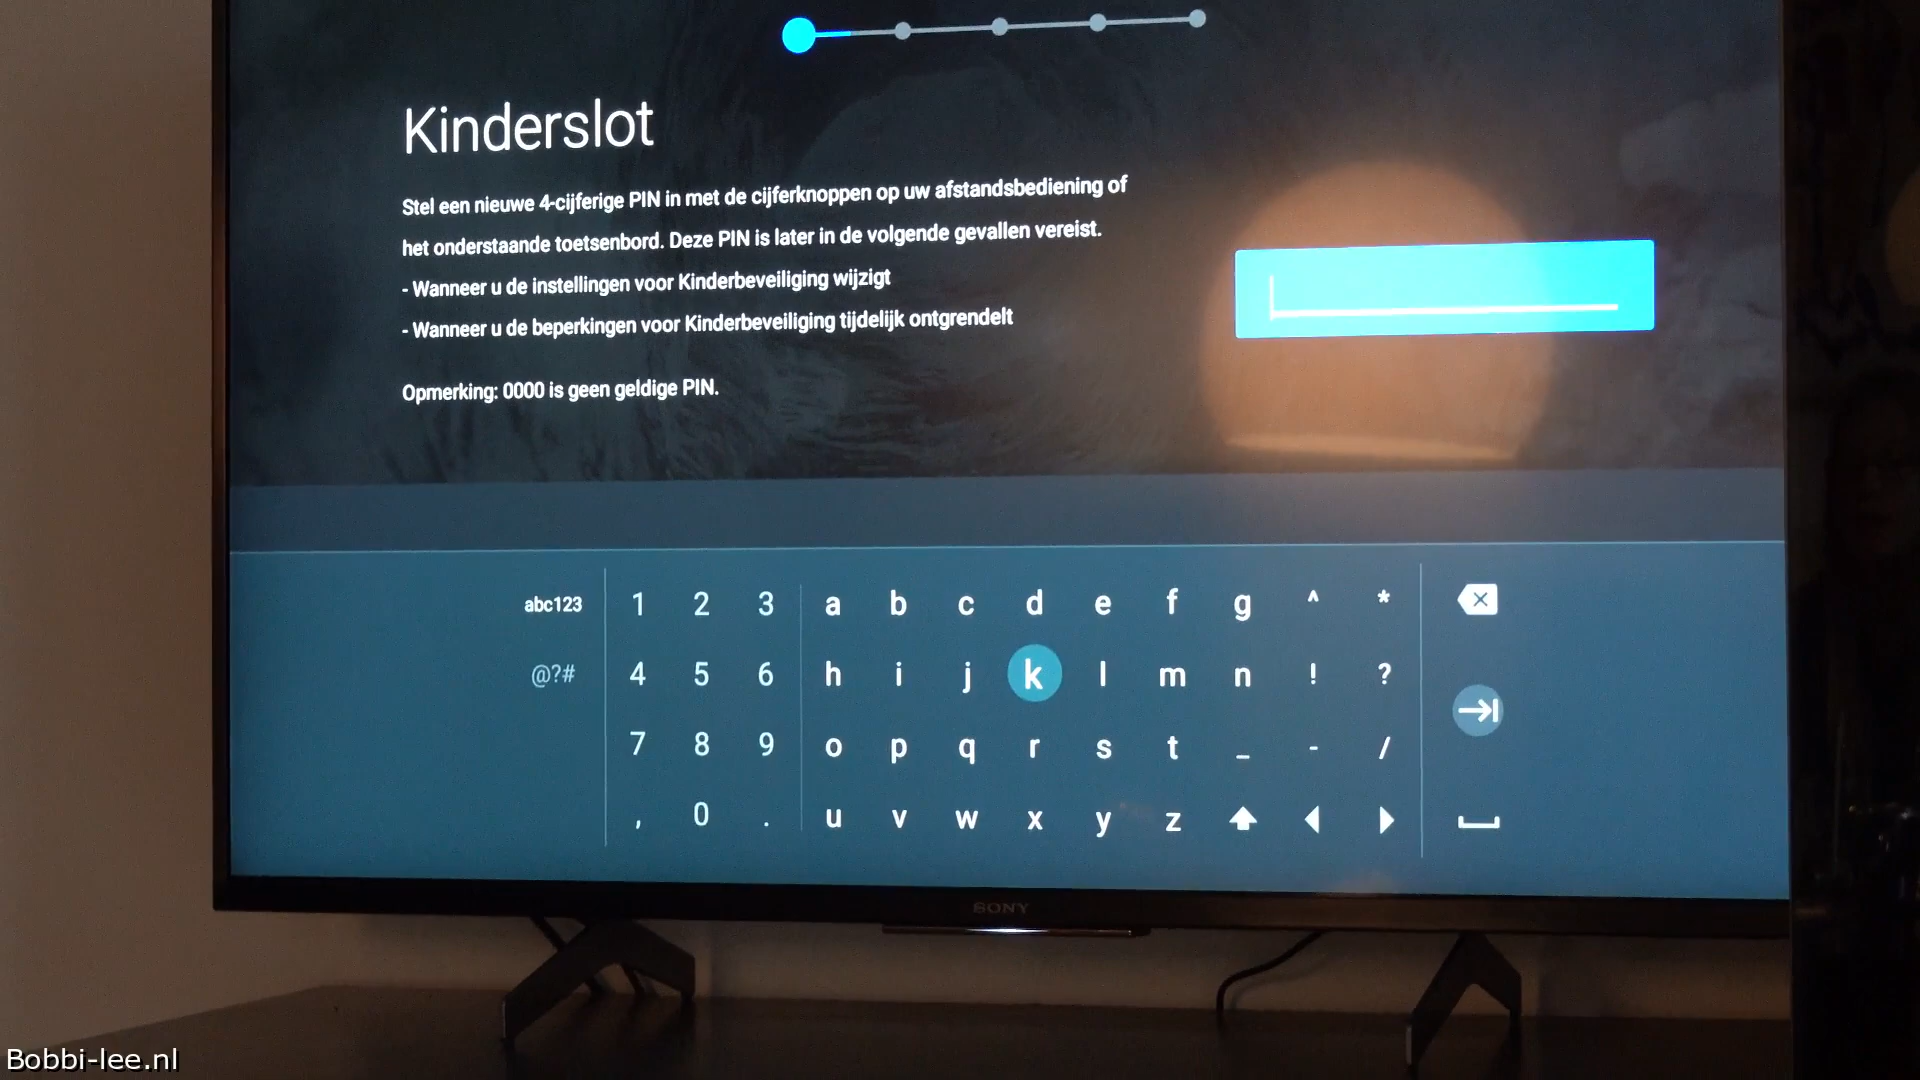 Kinderslot
Stel een nieuwe 4-cijferige PIN in met de cijferknoppen op uw afstandsbediening of
het onderstaande toetsenbord. Deze PIN is later in de volgende gevallen vereist.
- Wanneer u de instellingen voor Kinderbeveiliging wijzigt
- Wanneer u de beperkingen voor Kinderbeveiliging tijdelijk ontgrendelt
Opmerking: 0000 is geen geldige PIN.
abc123 1 2 3 a b c d e f g ^ *
@?# 4 5 6 h i j k l m n ! ?
7 8 9 o p q r s t _ - /
, 0 . u v w x y z
SONY
Bobbi-lee.nl